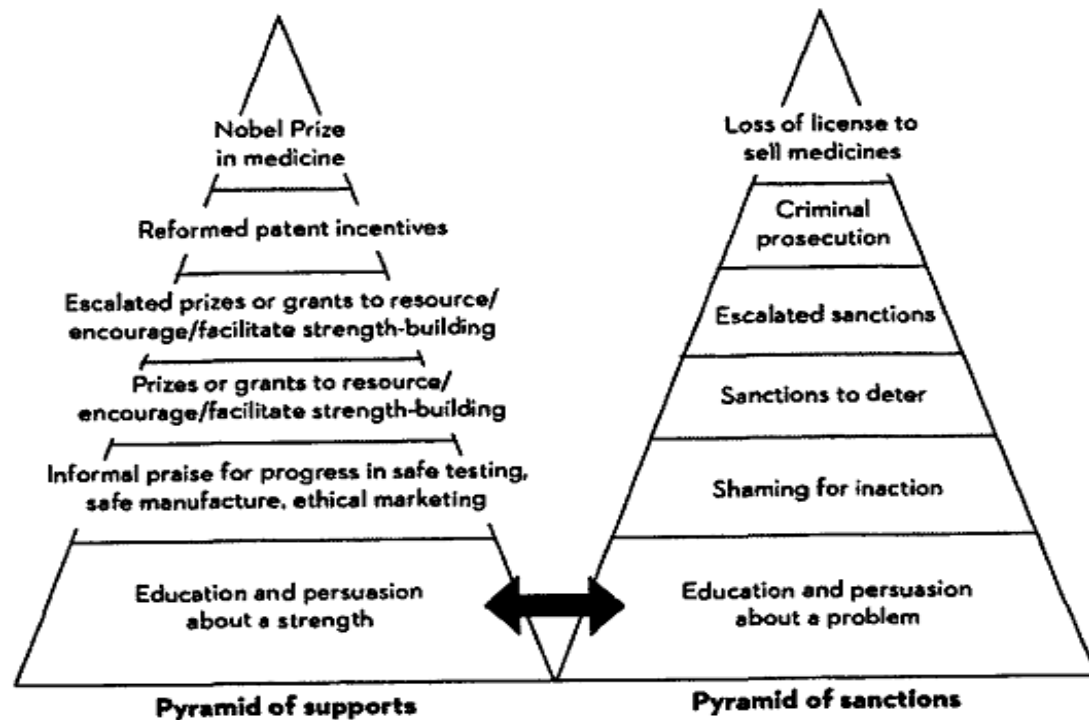 Nobel Prize
in medicine
Reformed patent incentives
Escalated prizes or grants to resource/
encourage/facilitate strength-building
Prizes or grants to resource/
encourage/facilitate strength-building
Informal praise for progress in safe testing,
safe manufacture, ethical marketing
Education and persuasion
about a strength
Pyramid of supports
Loss of license to
sell medicines
Criminal
prosecution
Escalated sanctions
Sanctions to deter
Shaming for inaction
Education and persuasion
about a problem
Pyramid of sanctions